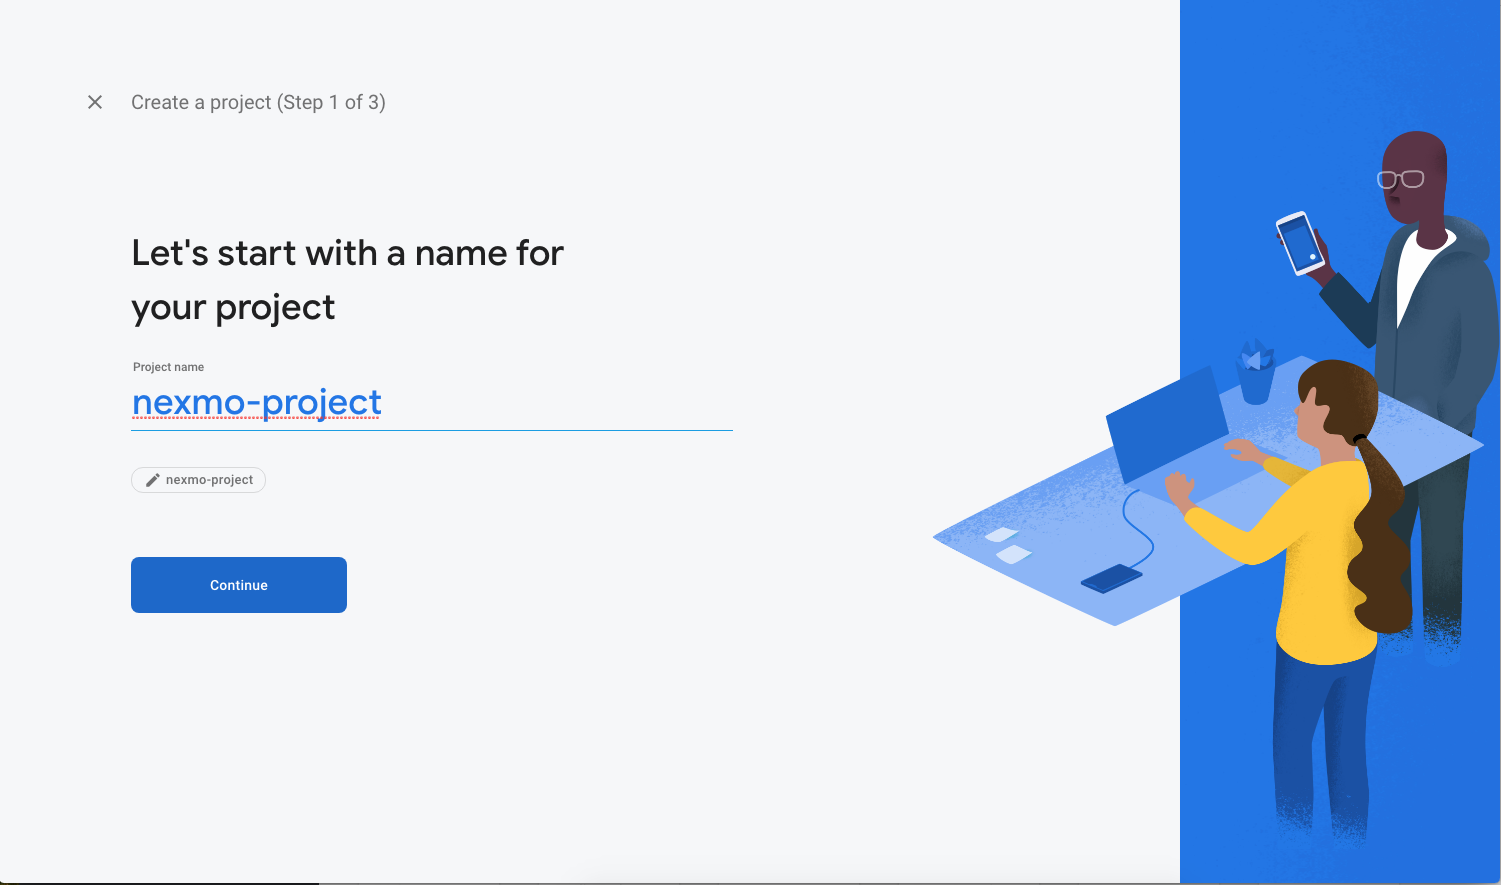 Create a project (Step 1 of 3)
Let's start with a name for
your project
Project name
nexmo-project
nexmo-project
Continue